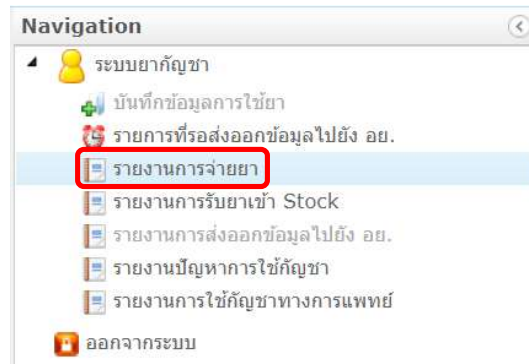 Navigation
ระบบยากัญชา
บันทึกข้อมูลการใช้ยา
รายการที่รอส่งออกข้อมูลไปยัง อย.
รายงานการจ่ายยา
รายงานการรับยาเข้า Stock
รายงานการส่งออกข้อมูลไปยัง อย.
รายงานปัญหาการใช้กัญชา
รายงานการใช้กัญชาทางการแพทย์
ออกจากระบบ